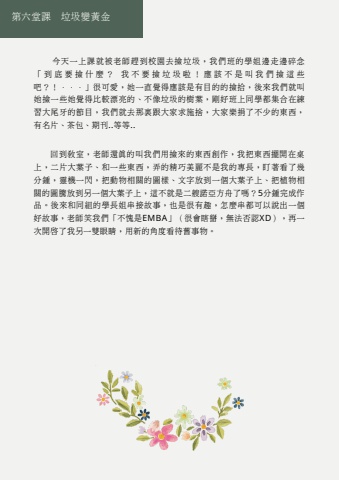 第六堂課　垃圾變黃金
今天一上課就被老師趕到校園去撿垃圾，我們班的學姐邊走邊碎念
「到底要撿什麼？ 我不要撿垃圾啦！應該不是叫我們撿這些
吧？！‧‧‧」很可愛，她一直覺得應該是有目的的撿拾，後來我們就叫
她撿一些她覺得比較漂亮的、不像垃圾的樹葉，剛好班上同學都集合在練
習大尾牙的節目，我們就去那裏跟大家求施捨，大家樂捐了不少的東西，
有名片、茶包、期刊..等等..
回到教室，老師還真的叫我們用撿來的東西創作，我把東西擺開在桌
上，二片大葉子、和一些東西，弄的精巧美麗不是我的專長，盯著看了幾
分鐘，靈機一閃，把動物相關的圖樣、文字放到一個大葉子上、把植物相
關的圖騰放到另一個大葉子上，這不就是二艘諾亞方舟了嗎？5分鐘完成作
品。後來和同組的學長姐串接故事，也是很有趣，怎麼串都可以說出一個
好故事，老師笑我們「不愧是EMBA」（很會瞎掰，無法否認XD），再一
次開啓了我另一雙眼睛，用新的角度看待舊事物。